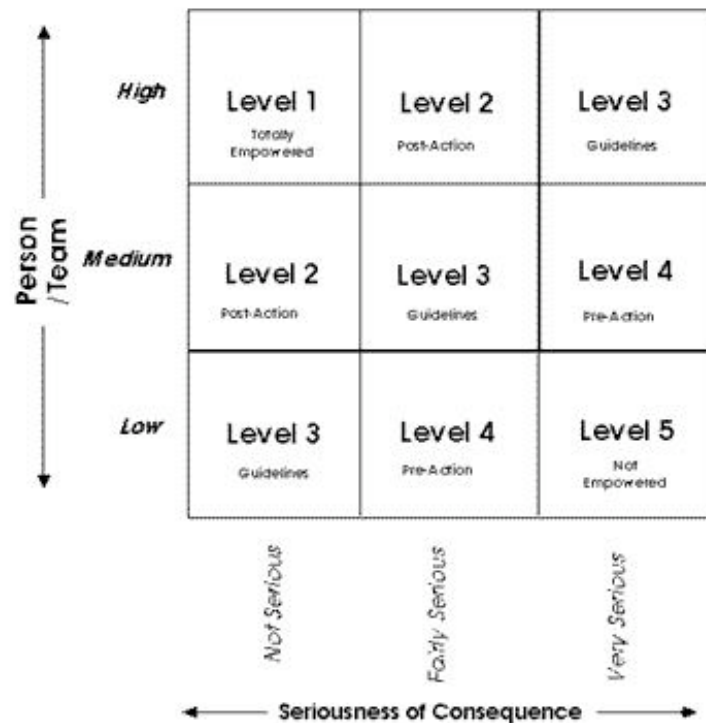 High
Level 1
Totally
Empowered
Level 2
Post-Action
Level 3
Guidelines
Person
/Team
Medium
Level 2
Post-Action
Level 3
Guidelines
Level 4
Pre-Action
Low
Level 3
Guidelines
Level 4
Pre-Action
Level 5
Not
Empowered
Not Serious
Fairly Serious
Very Serious
Seriousness of Consequence